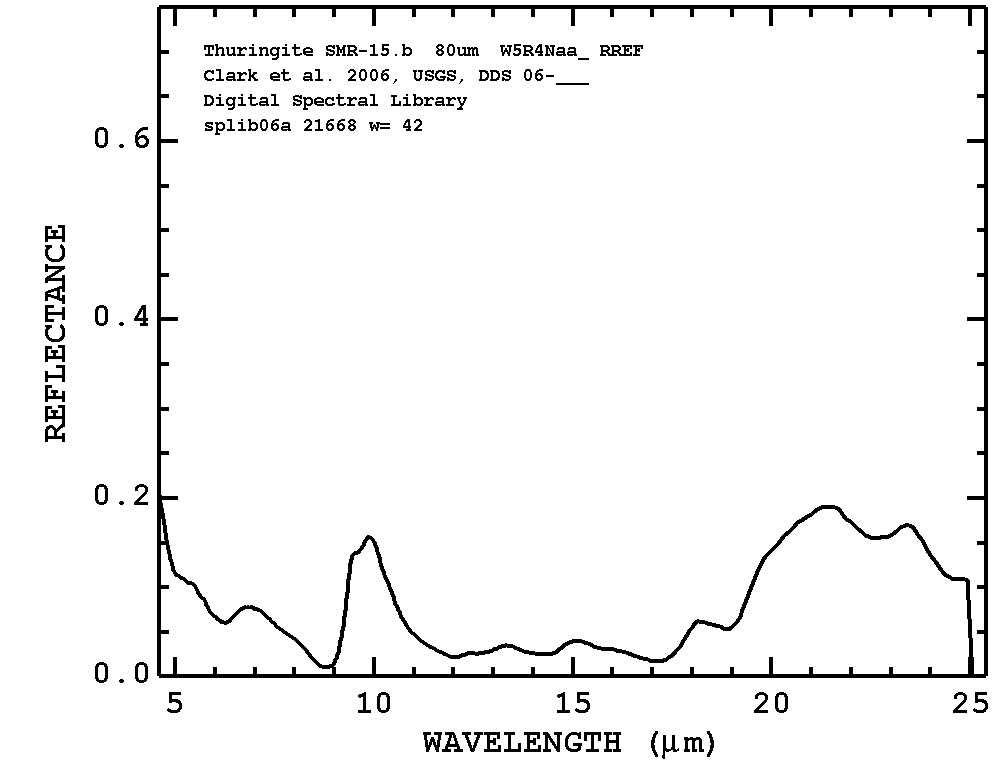 Thuringite SMR-15.b 80um W5R4Naa_ RREF
Clark et al. 2006, USGS, DDS 06-___
Digital Spectral Library
splib06a 21668 w= 42
0.6
0.4
0.2
0.0
REFLECTANCE
5 10 15 20 25
WAVELENGTH (μm)